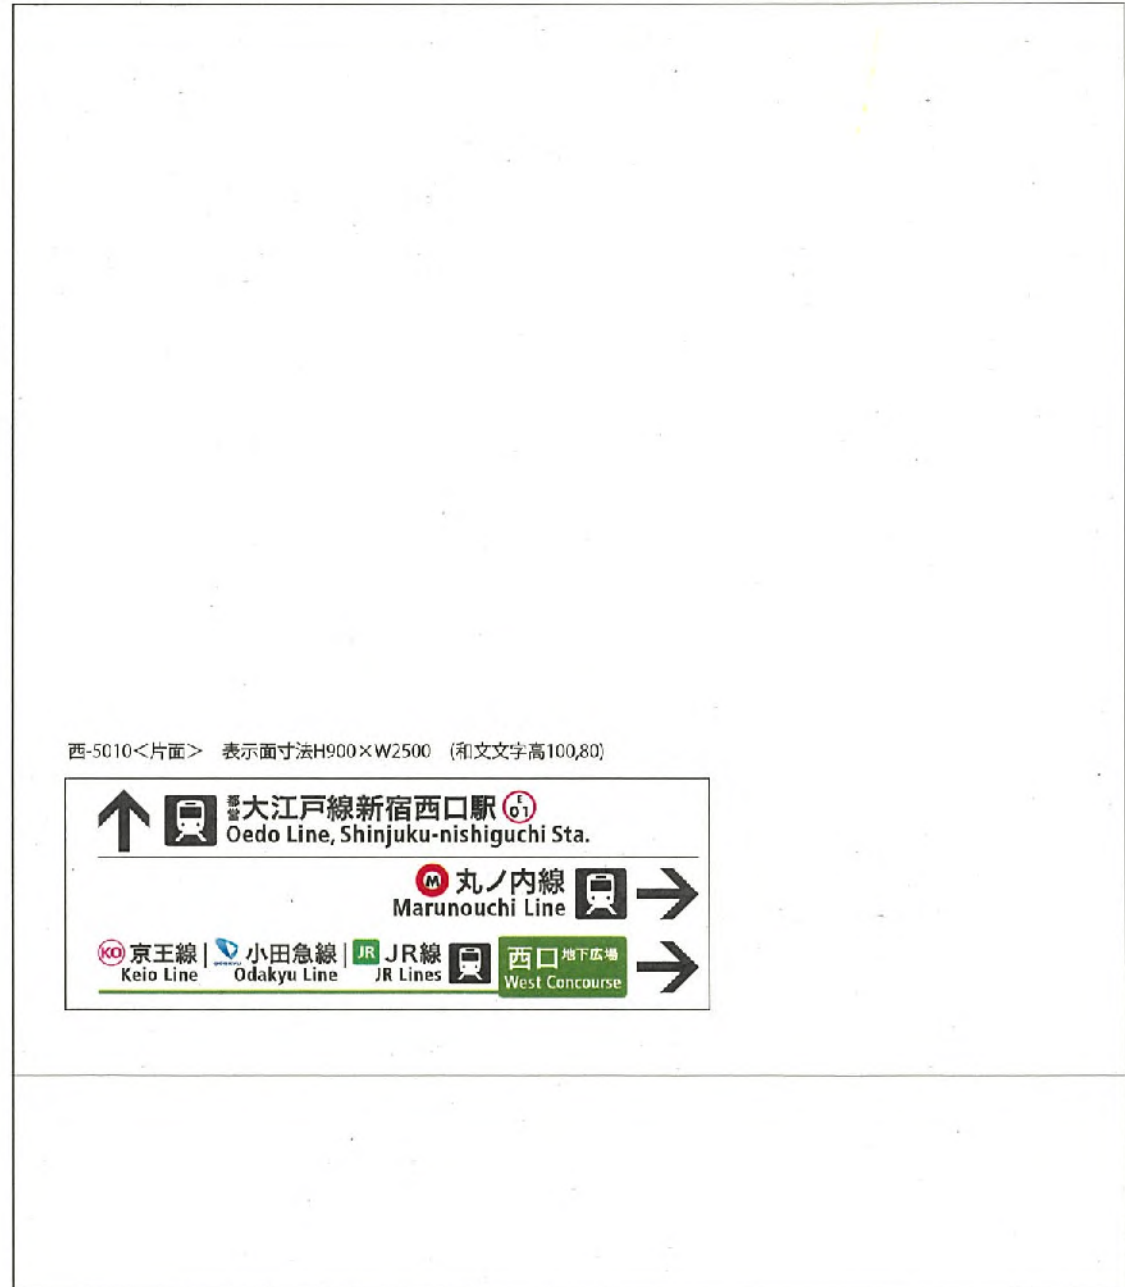 西-5010＜片面＞　表示面寸法H900×W2500　(和文文字高100,80)
都営大江戸線新宿西口駅 E 01
Oedo Line, Shinjuku-nishiguchi Sta.
M 丸ノ内線
Marunouchi Line
KO 京王線 | 小田急線 | JR JR線 西口地下広場
Keio Line Odakyu Line JR Lines West Concourse